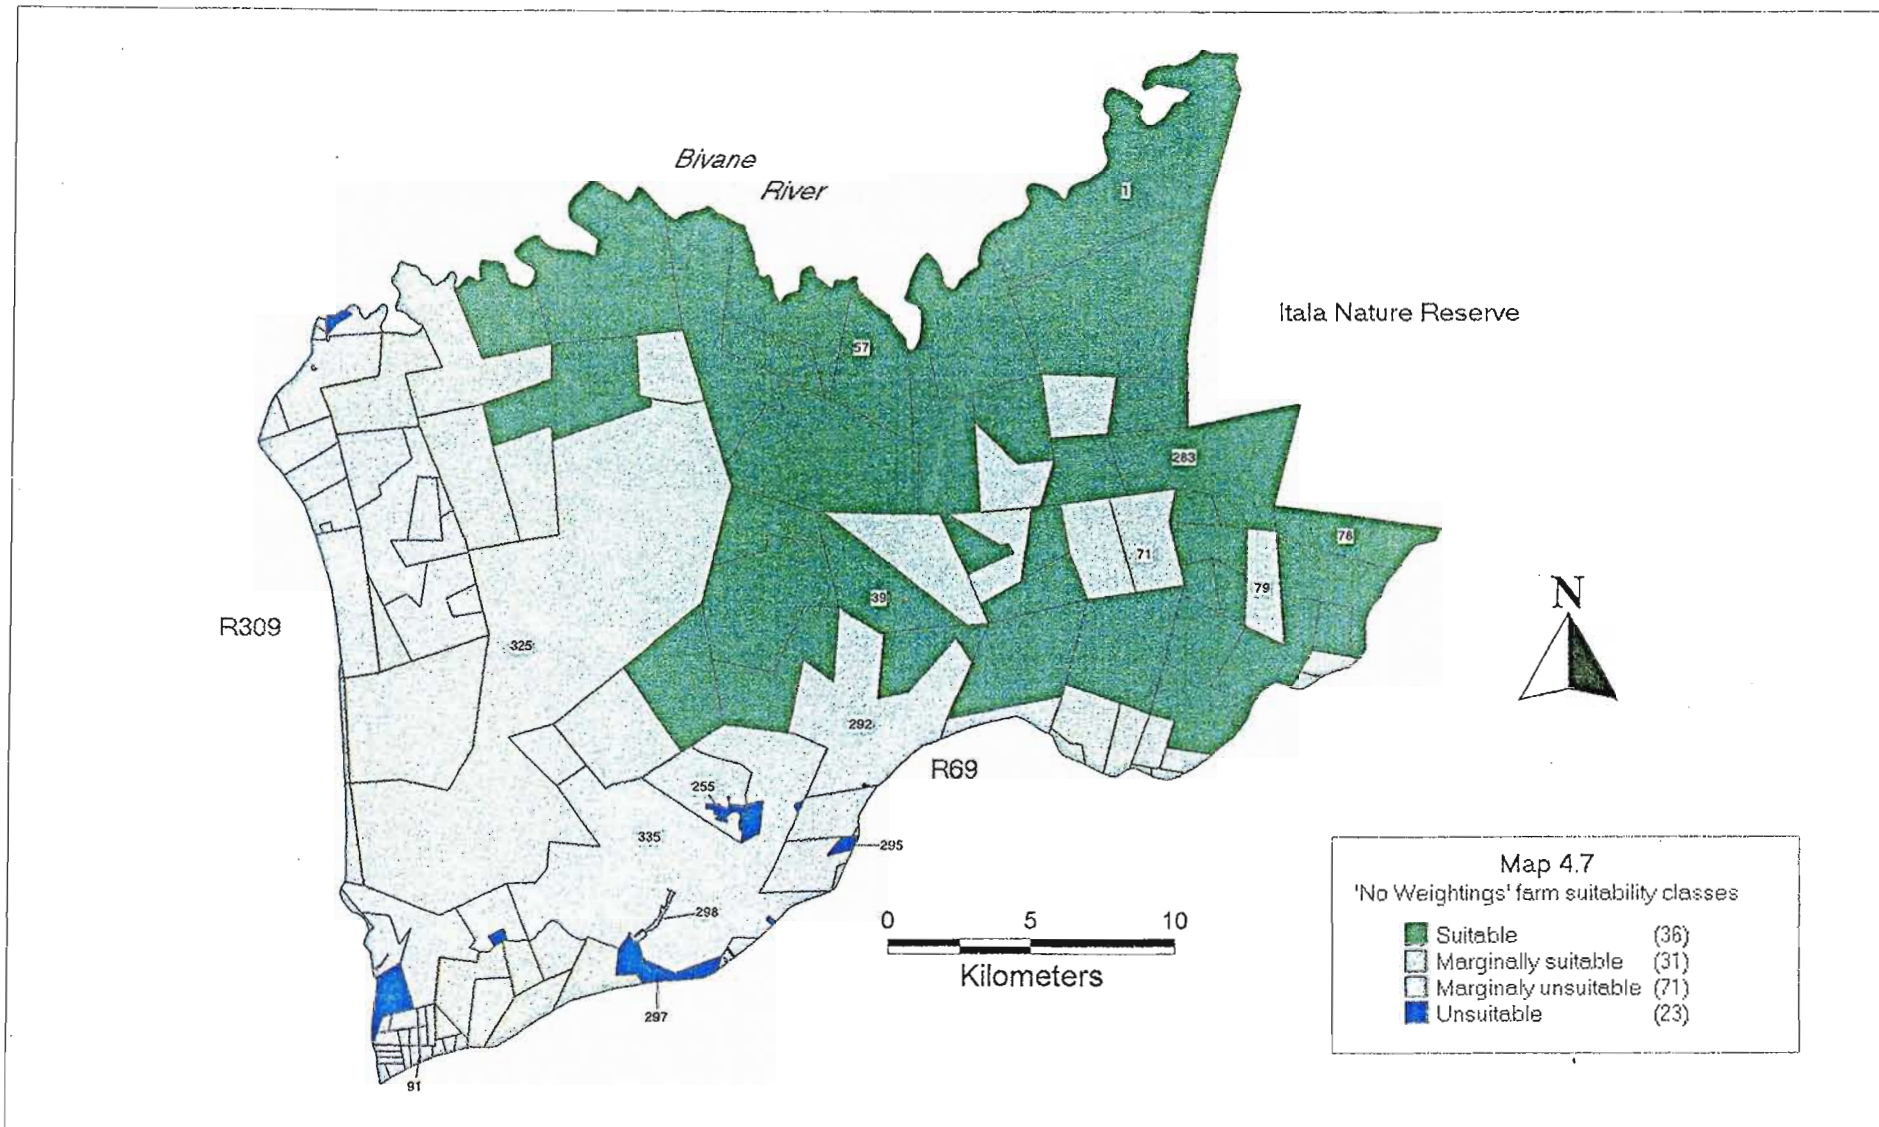 Bivane
River
1
Itala Nature Reserve
57
283
78
71
79
39
N
R309
325
292
R69
255
335
295
298
297
91
0 5 10
Kilometers
Map 4.7
'No Weightings' farm suitability classes
Suitable (36)
Marginally suitable (31)
Marginaly unsuitable (71)
Unsuitable (23)